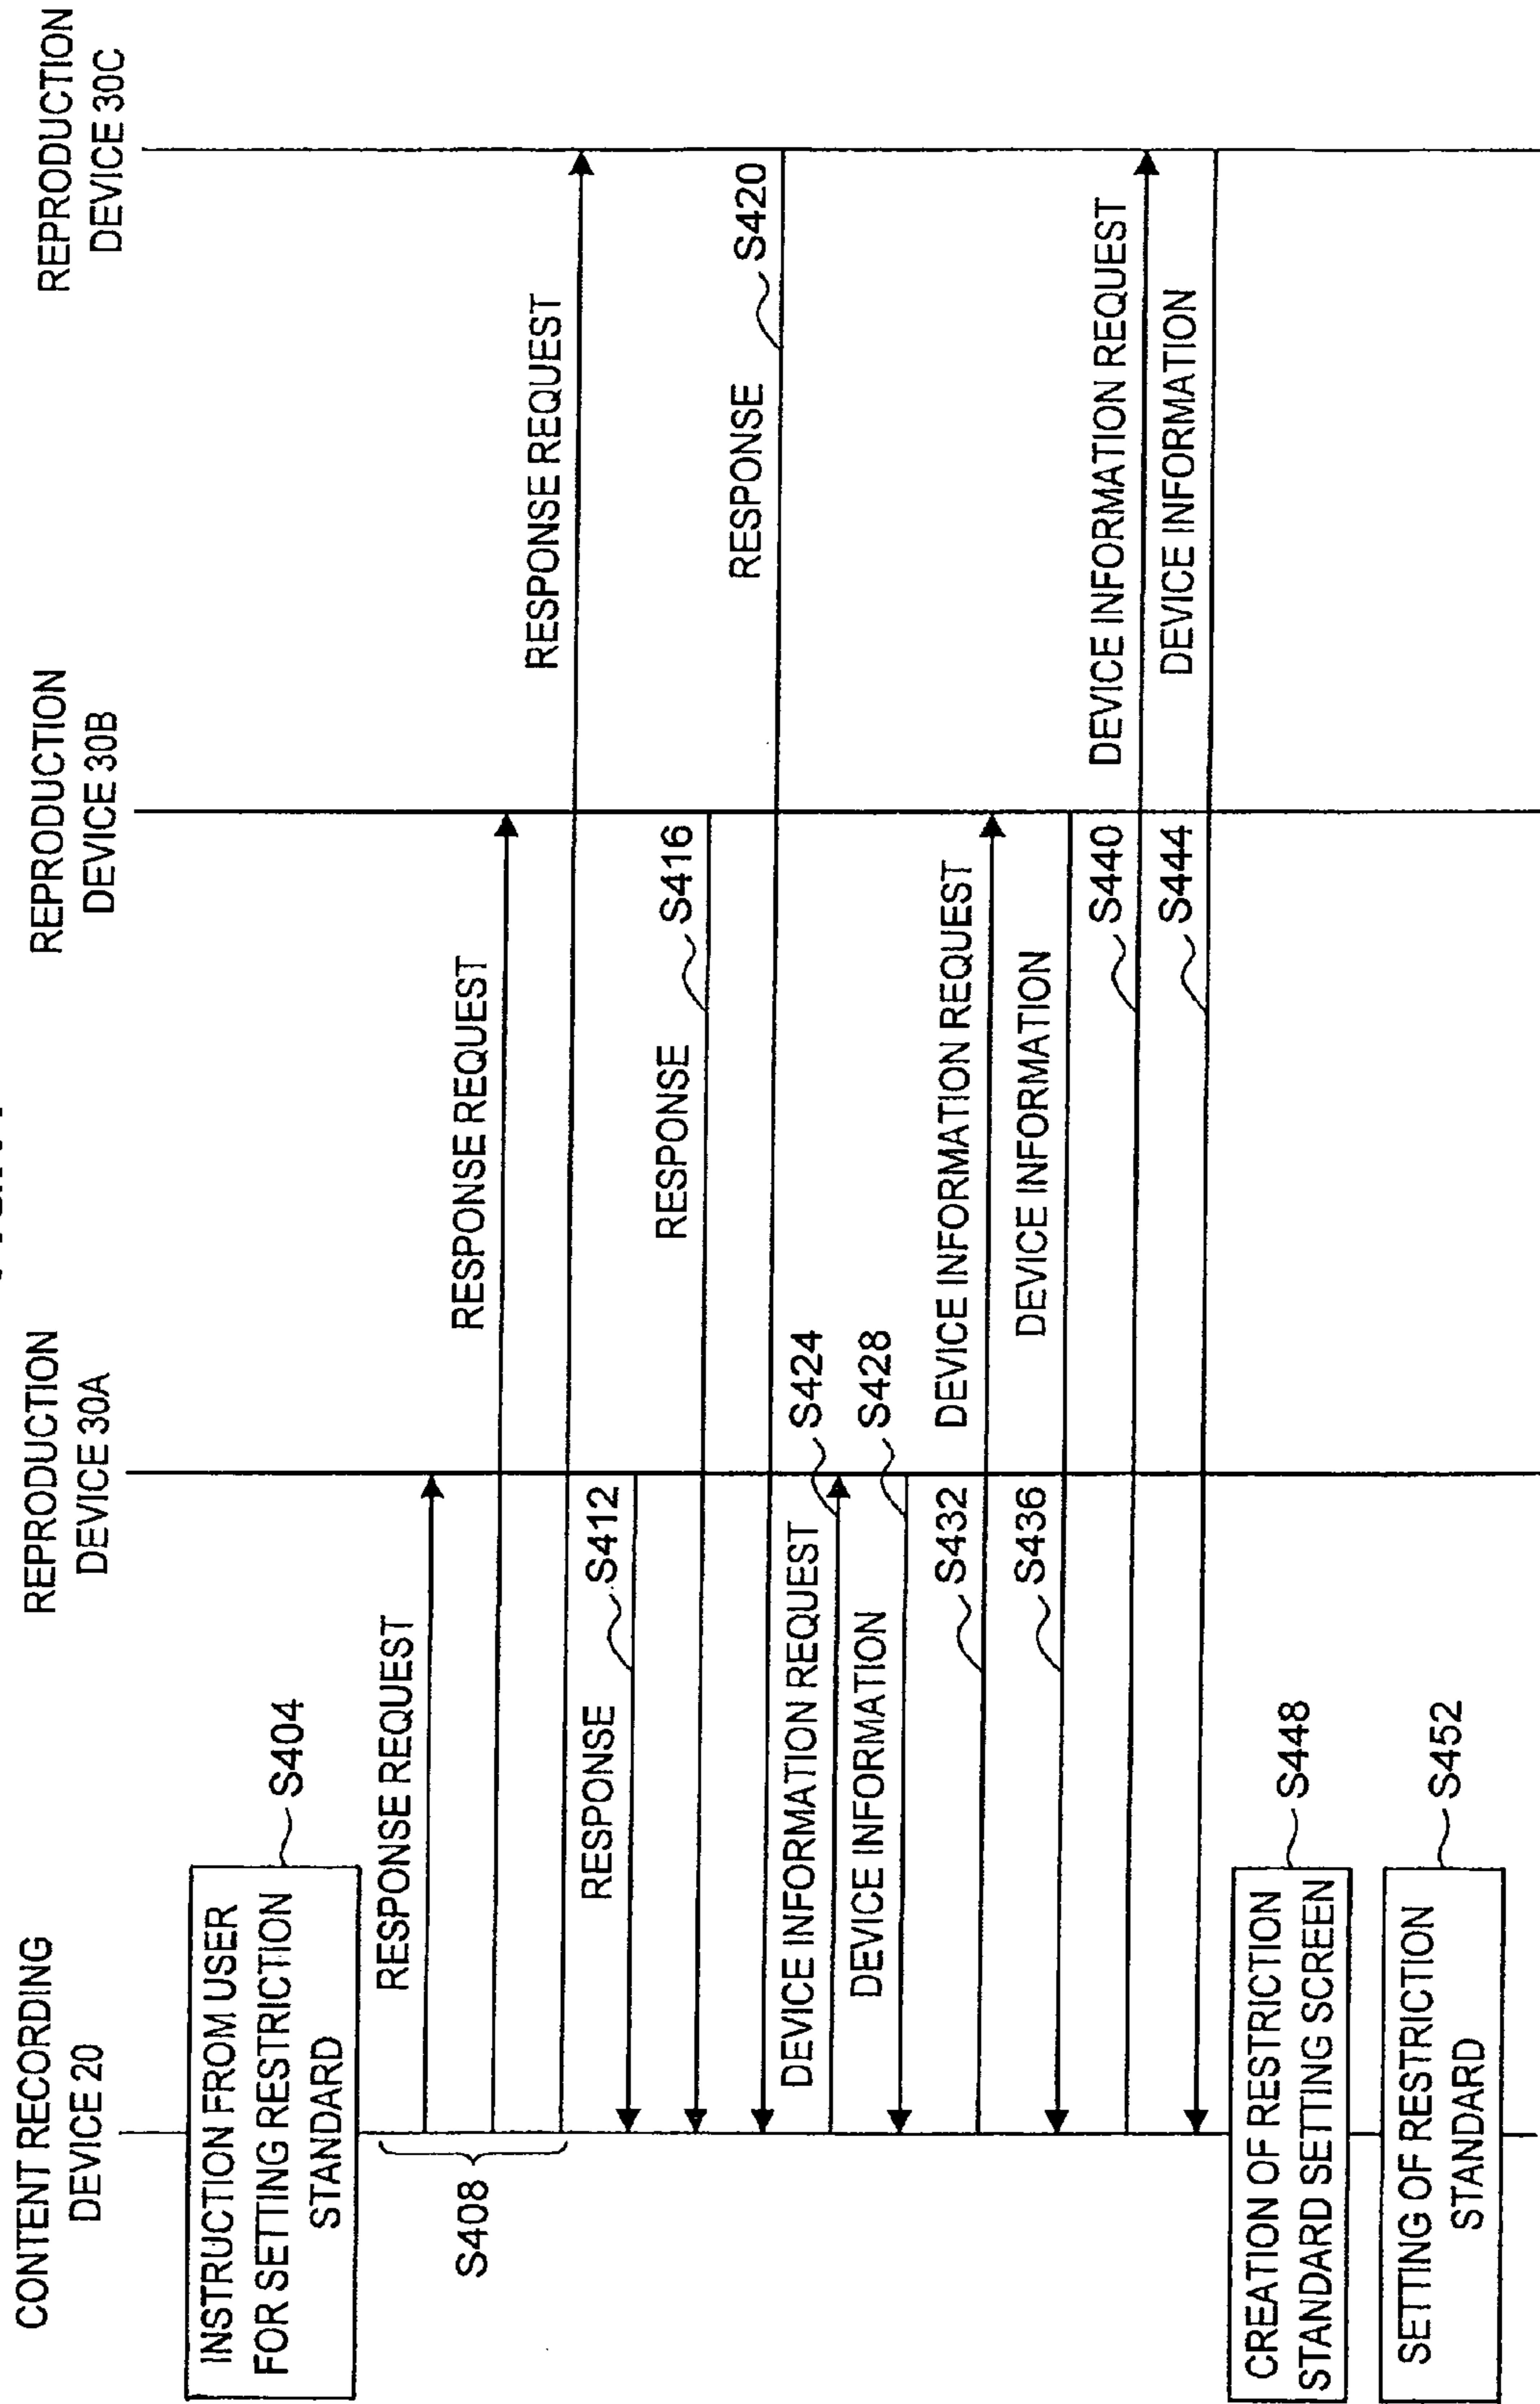 CONTENT RECORDING
DEVICE 20
REPRODUCTION
DEVICE 30A
REPRODUCTION
DEVICE 30B
REPRODUCTION
DEVICE 30C
INSTRUCTION FROM USER
FOR SETTING RESTRICTION
STANDARD
S404
S408
RESPONSE REQUEST
RESPONSE REQUEST
RESPONSE REQUEST
RESPONSE
S412
RESPONSE
S416
RESPONSE
S420
DEVICE INFORMATION REQUEST
S424
DEVICE INFORMATION
S428
S432
DEVICE INFORMATION REQUEST
S436
DEVICE INFORMATION
S440
DEVICE INFORMATION REQUEST
S444
DEVICE INFORMATION
CREATION OF RESTRICTION
STANDARD SETTING SCREEN
S448
SETTING OF RESTRICTION
STANDARD
S452